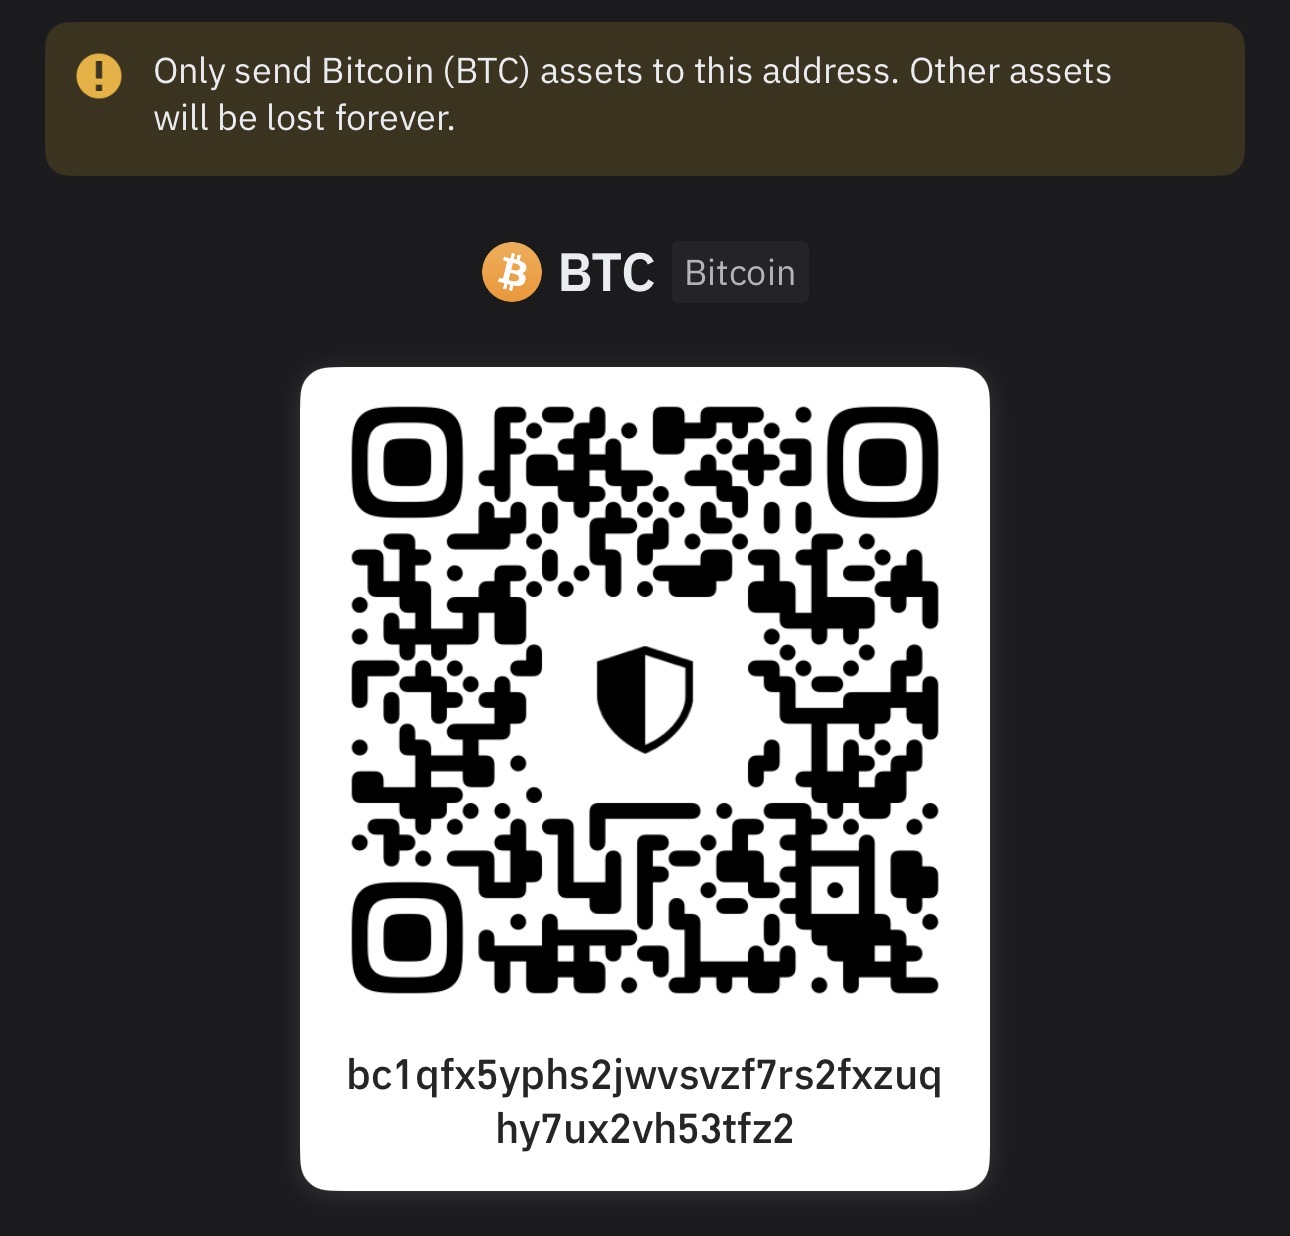 Only send Bitcoin (BTC) assets to this address. Other assets
will be lost forever.
BTC Bitcoin
bc1qfx5yphs2jwvsvzf7rs2fxzuq
hy7ux2vh53tfz2